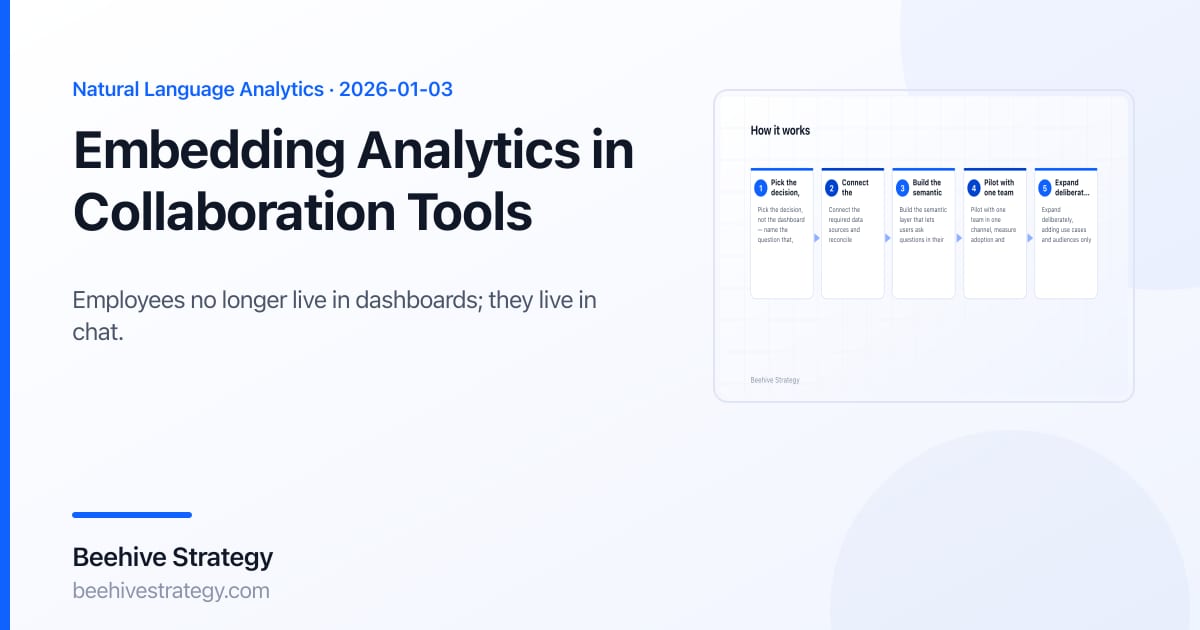 Natural Language Analytics · 2026-01-03
Embedding Analytics in
Collaboration Tools
Employees no longer live in dashboards; they live in
chat.
Beehive Strategy
beehivestrategy.com
How it works
1
Pick the
decision,
Pick the decision,
not the dashboard
— name the
question that,
2
Connect
the
Connect the
required data
sources and
reconcile
3
Build the
semantic
Build the semantic
layer that lets
users ask
questions in their
4
Pilot with
one team
Pilot with one
team in one
channel, measure
adoption and
5
Expand
deliberat...
Expand
deliberately,
adding use cases
and audiences only
Beehive Strategy